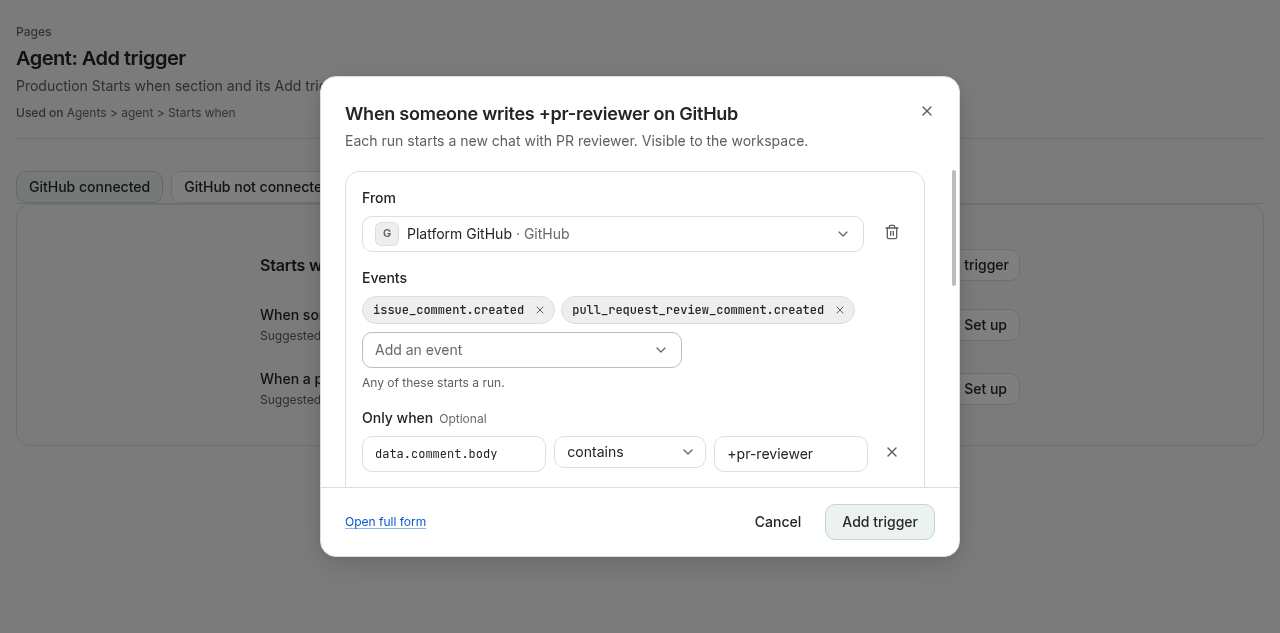 Pages
Agent: Add trigger
Production Starts when section and its Add
Used on Agents > agent > Starts when
GitHub connected
GitHub not
Starts
trigger
When
Suggested
Set up
When a
Suggested
Set up
When someone writes +pr-reviewer on GitHub
Each run starts a new chat with PR reviewer. Visible to the workspace.
From
G
Platform GitHub · GitHub
Events
issue_comment.created
pull_request_review_comment.created
Add an event
Any of these starts a run.
Only when Optional
data.comment.body
contains
+pr-reviewer
Open full form
Cancel
Add trigger